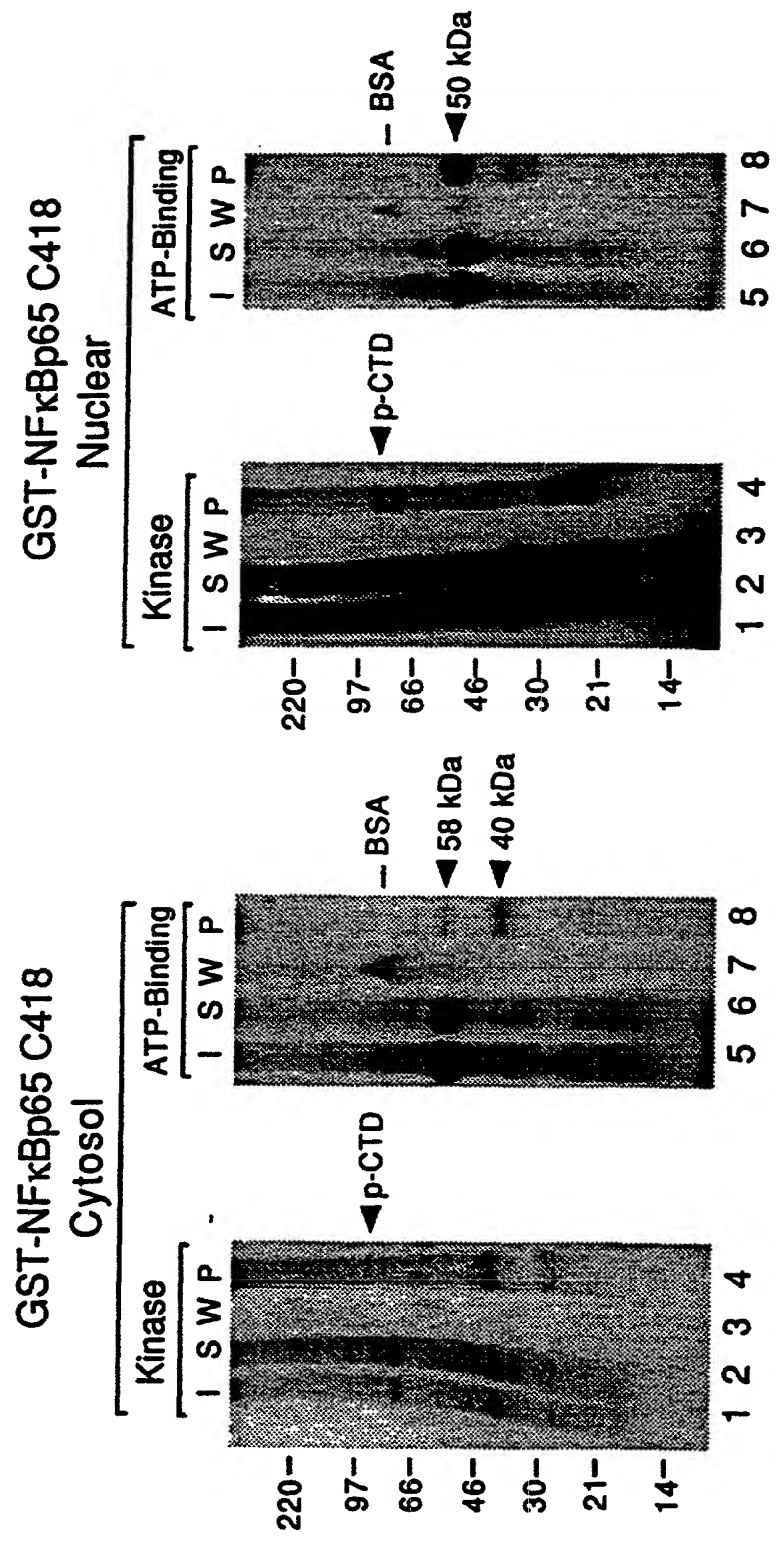 GST-NFκBp65 C418
Cytosol
Kinase
ATP-Binding
I S W P
I S W P
220–
97–
66–
46–
30–
21–
14–
◀p-CTD
– BSA
◀ 58 kDa
◀ 40 kDa
1 2 3 4
5 6 7 8
GST-NFκBp65 C418
Nuclear
Kinase
ATP-Binding
I S W P
I S W P
220–
97–
66–
46–
30–
21–
14–
◀p-CTD
– BSA
◀50 kDa
1 2 3 4
5 6 7 8